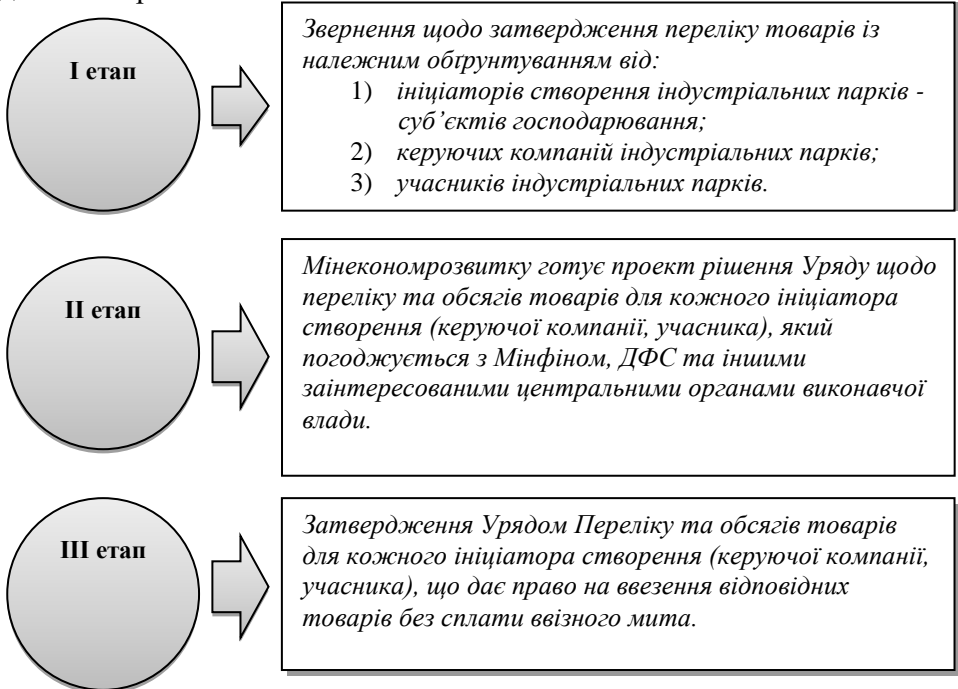 І етап
Звернення щодо затвердження переліку товарів із
належним обґрунтуванням від:
1) ініціаторів створення індустріальних парків -
суб’єктів господарювання;
2) керуючих компаній індустріальних парків;
3) учасників індустріальних парків.
ІІ етап
Мінекономрозвитку готує проект рішення Уряду щодо
переліку та обсягів товарів для кожного ініціатора
створення (керуючої компанії, учасника), який
погоджується з Мінфіном, ДФС та іншими
заінтересованими центральними органами виконавчої
влади.
ІІІ етап
Затвердження Урядом Переліку та обсягів товарів
для кожного ініціатора створення (керуючої компанії,
учасника), що дає право на ввезення відповідних
товарів без сплати ввізного мита.